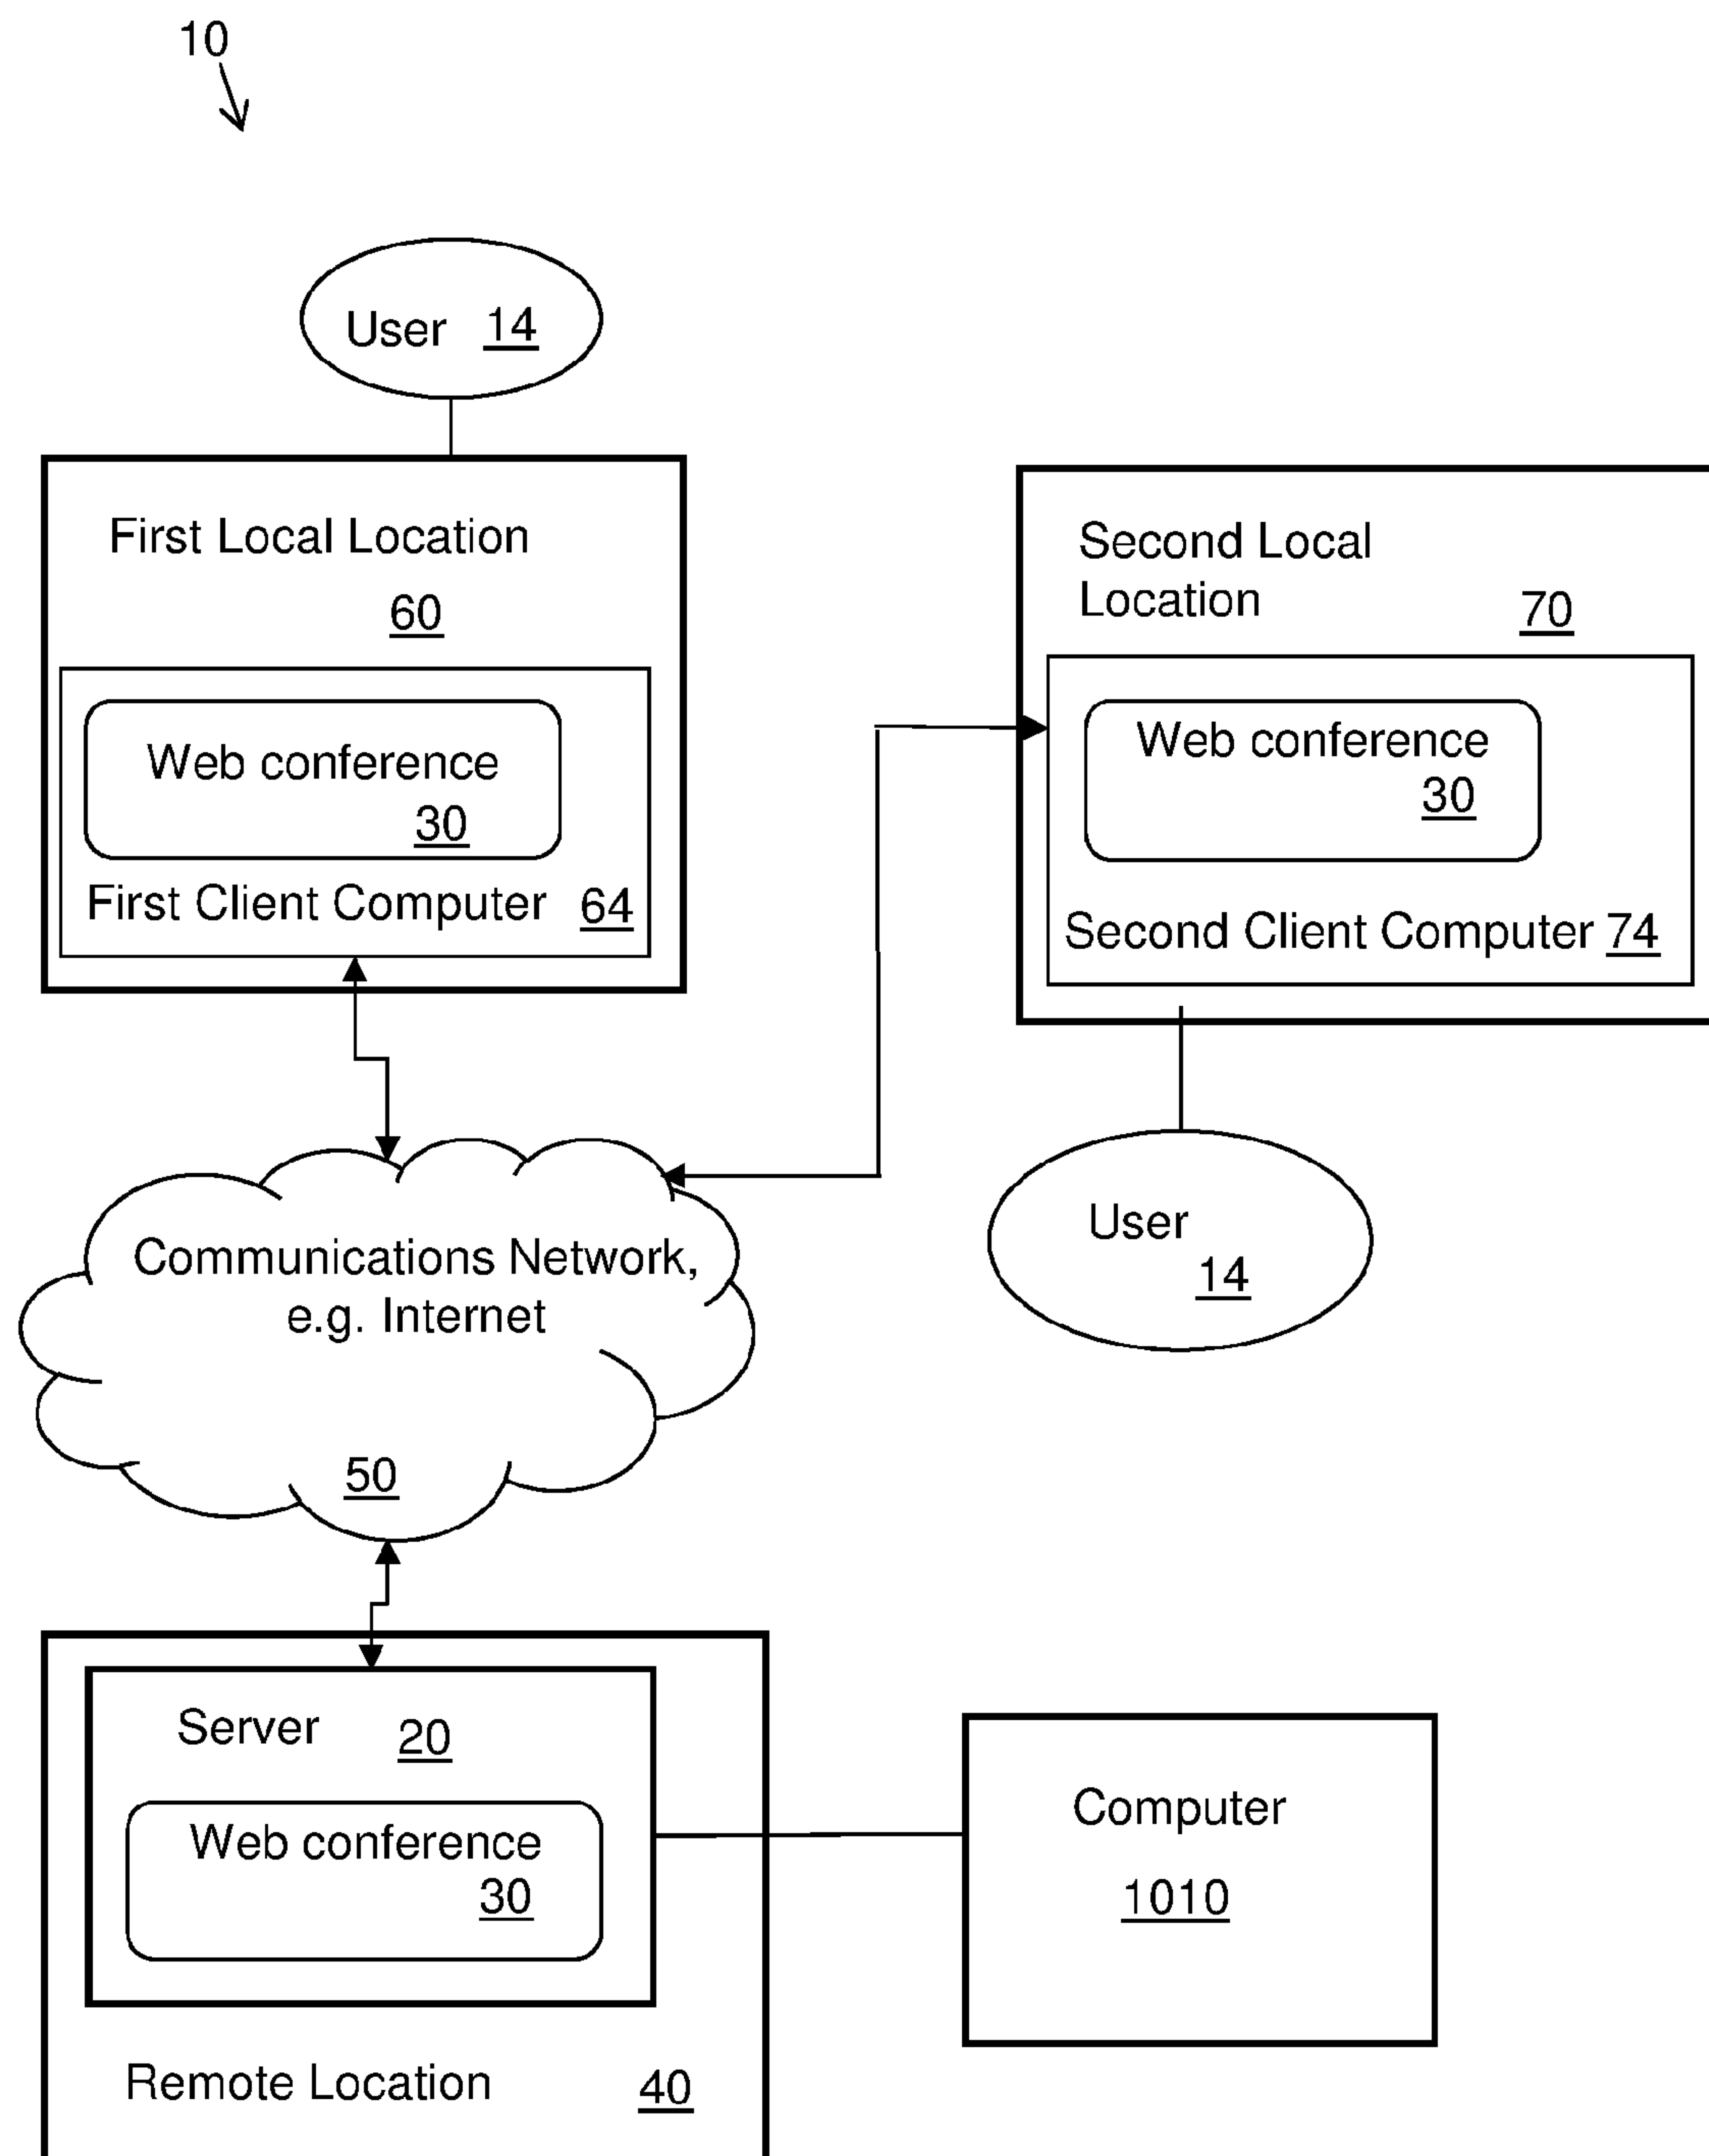 10
User 14
First Local Location
60
Web conference
30
First Client Computer 64
Second Local
Location
70
Web conference
30
Second Client Computer 74
User
14
Communications Network,
e.g. Internet
50
Server 20
Web conference
30
Remote Location 40
Computer
1010